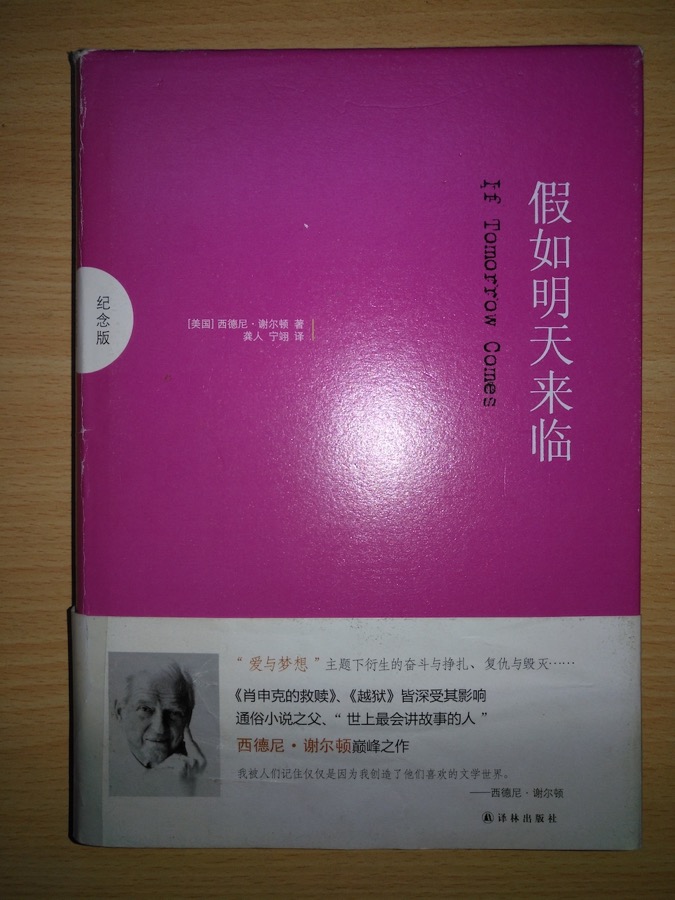 假如明天来临
If Tomorrow Comes
纪念版
[美国] 西德尼·谢尔顿 著
龚人 宁翊 译
“爱与梦想”主题下衍生的奋斗与挣扎、复仇与毁灭……
《肖申克的救赎》、《越狱》皆深受其影响
通俗小说之父、“世上最会讲故事的人”
西德尼·谢尔顿巅峰之作
我被人们记住仅仅是因为我创造了他们喜欢的文学世界。
——西德尼·谢尔顿
译林出版社